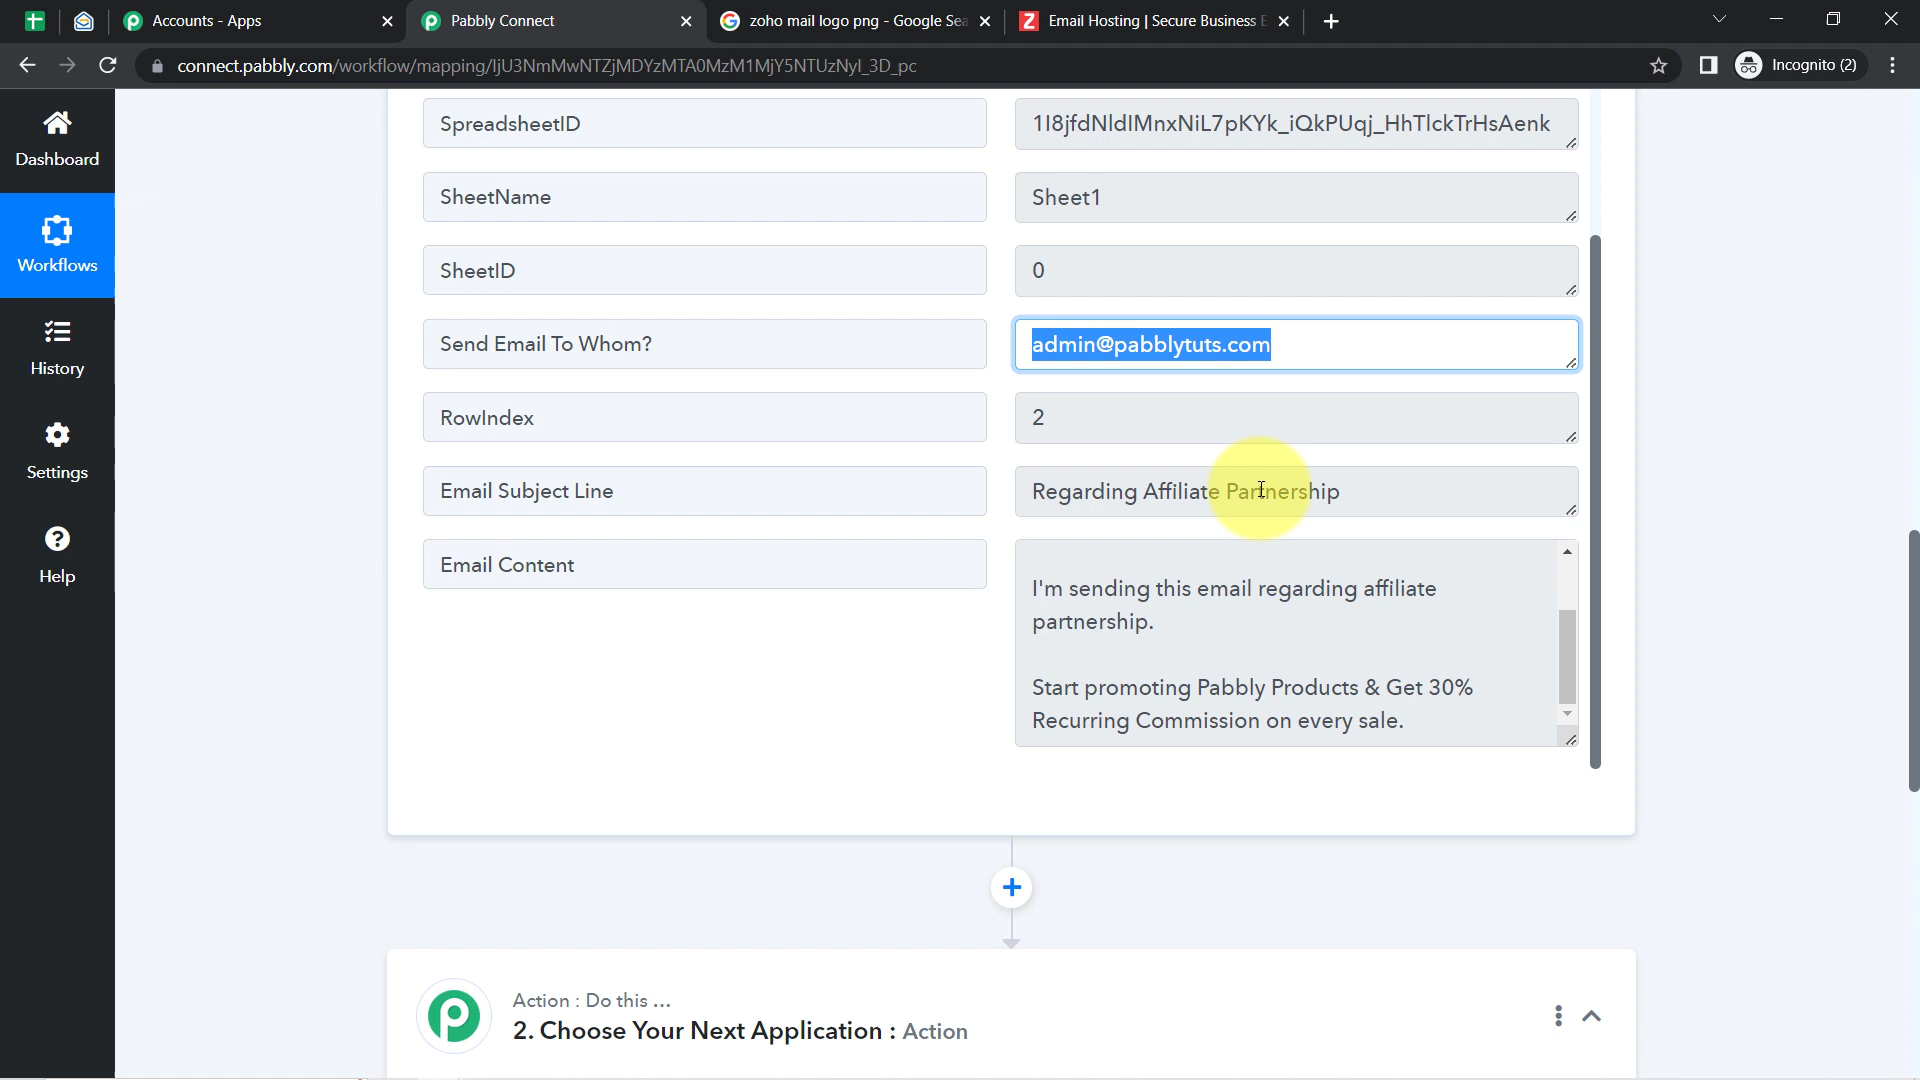 Accounts - Apps
Pabbly Connect
zoho mail logo png - Google Sea
Email Hosting | Secure Business E
connect.pabbly.com/workflow/mapping/IjU3NmMwNTZjMDYzMTA0MzM1MjY5NTUzNyI_3D_pc
Incognito (2)
Dashboard
Workflows
History
Settings
Help
SpreadsheetID
1I8jfdNldIMnxNiL7pKYk_iQkPUqj_HhTlckTrHsAenk
SheetName
Sheet1
SheetID
0
Send Email To Whom?
admin@pabblytuts.com
RowIndex
2
Email Subject Line
Regarding Affiliate Partnership
Email Content
I'm sending this email regarding affiliate
partnership.
Start promoting Pabbly Products & Get 30%
Recurring Commission on every sale.
Action : Do this ...
2. Choose Your Next Application : Action